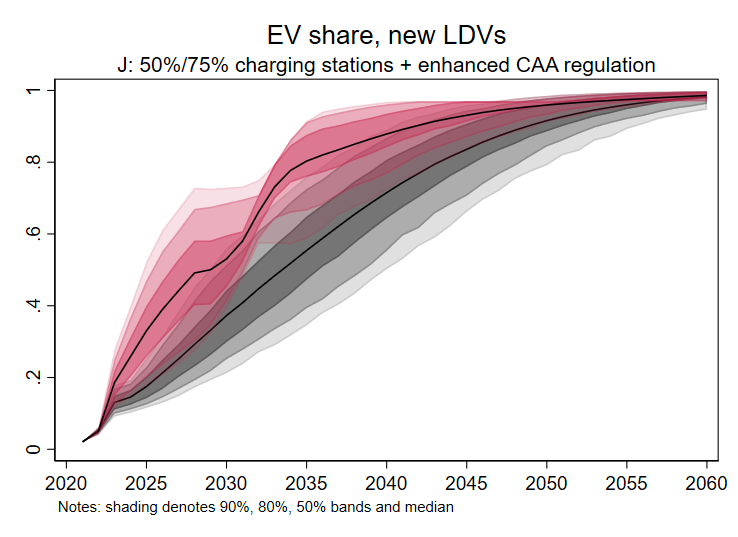 EV share, new LDVs
J: 50%/75% charging stations + enhanced CAA regulation
1
.8
.6
.4
.2
0
2020 2025 2030 2035 2040 2045 2050 2055 2060
Notes: shading denotes 90%, 80%, 50% bands and median